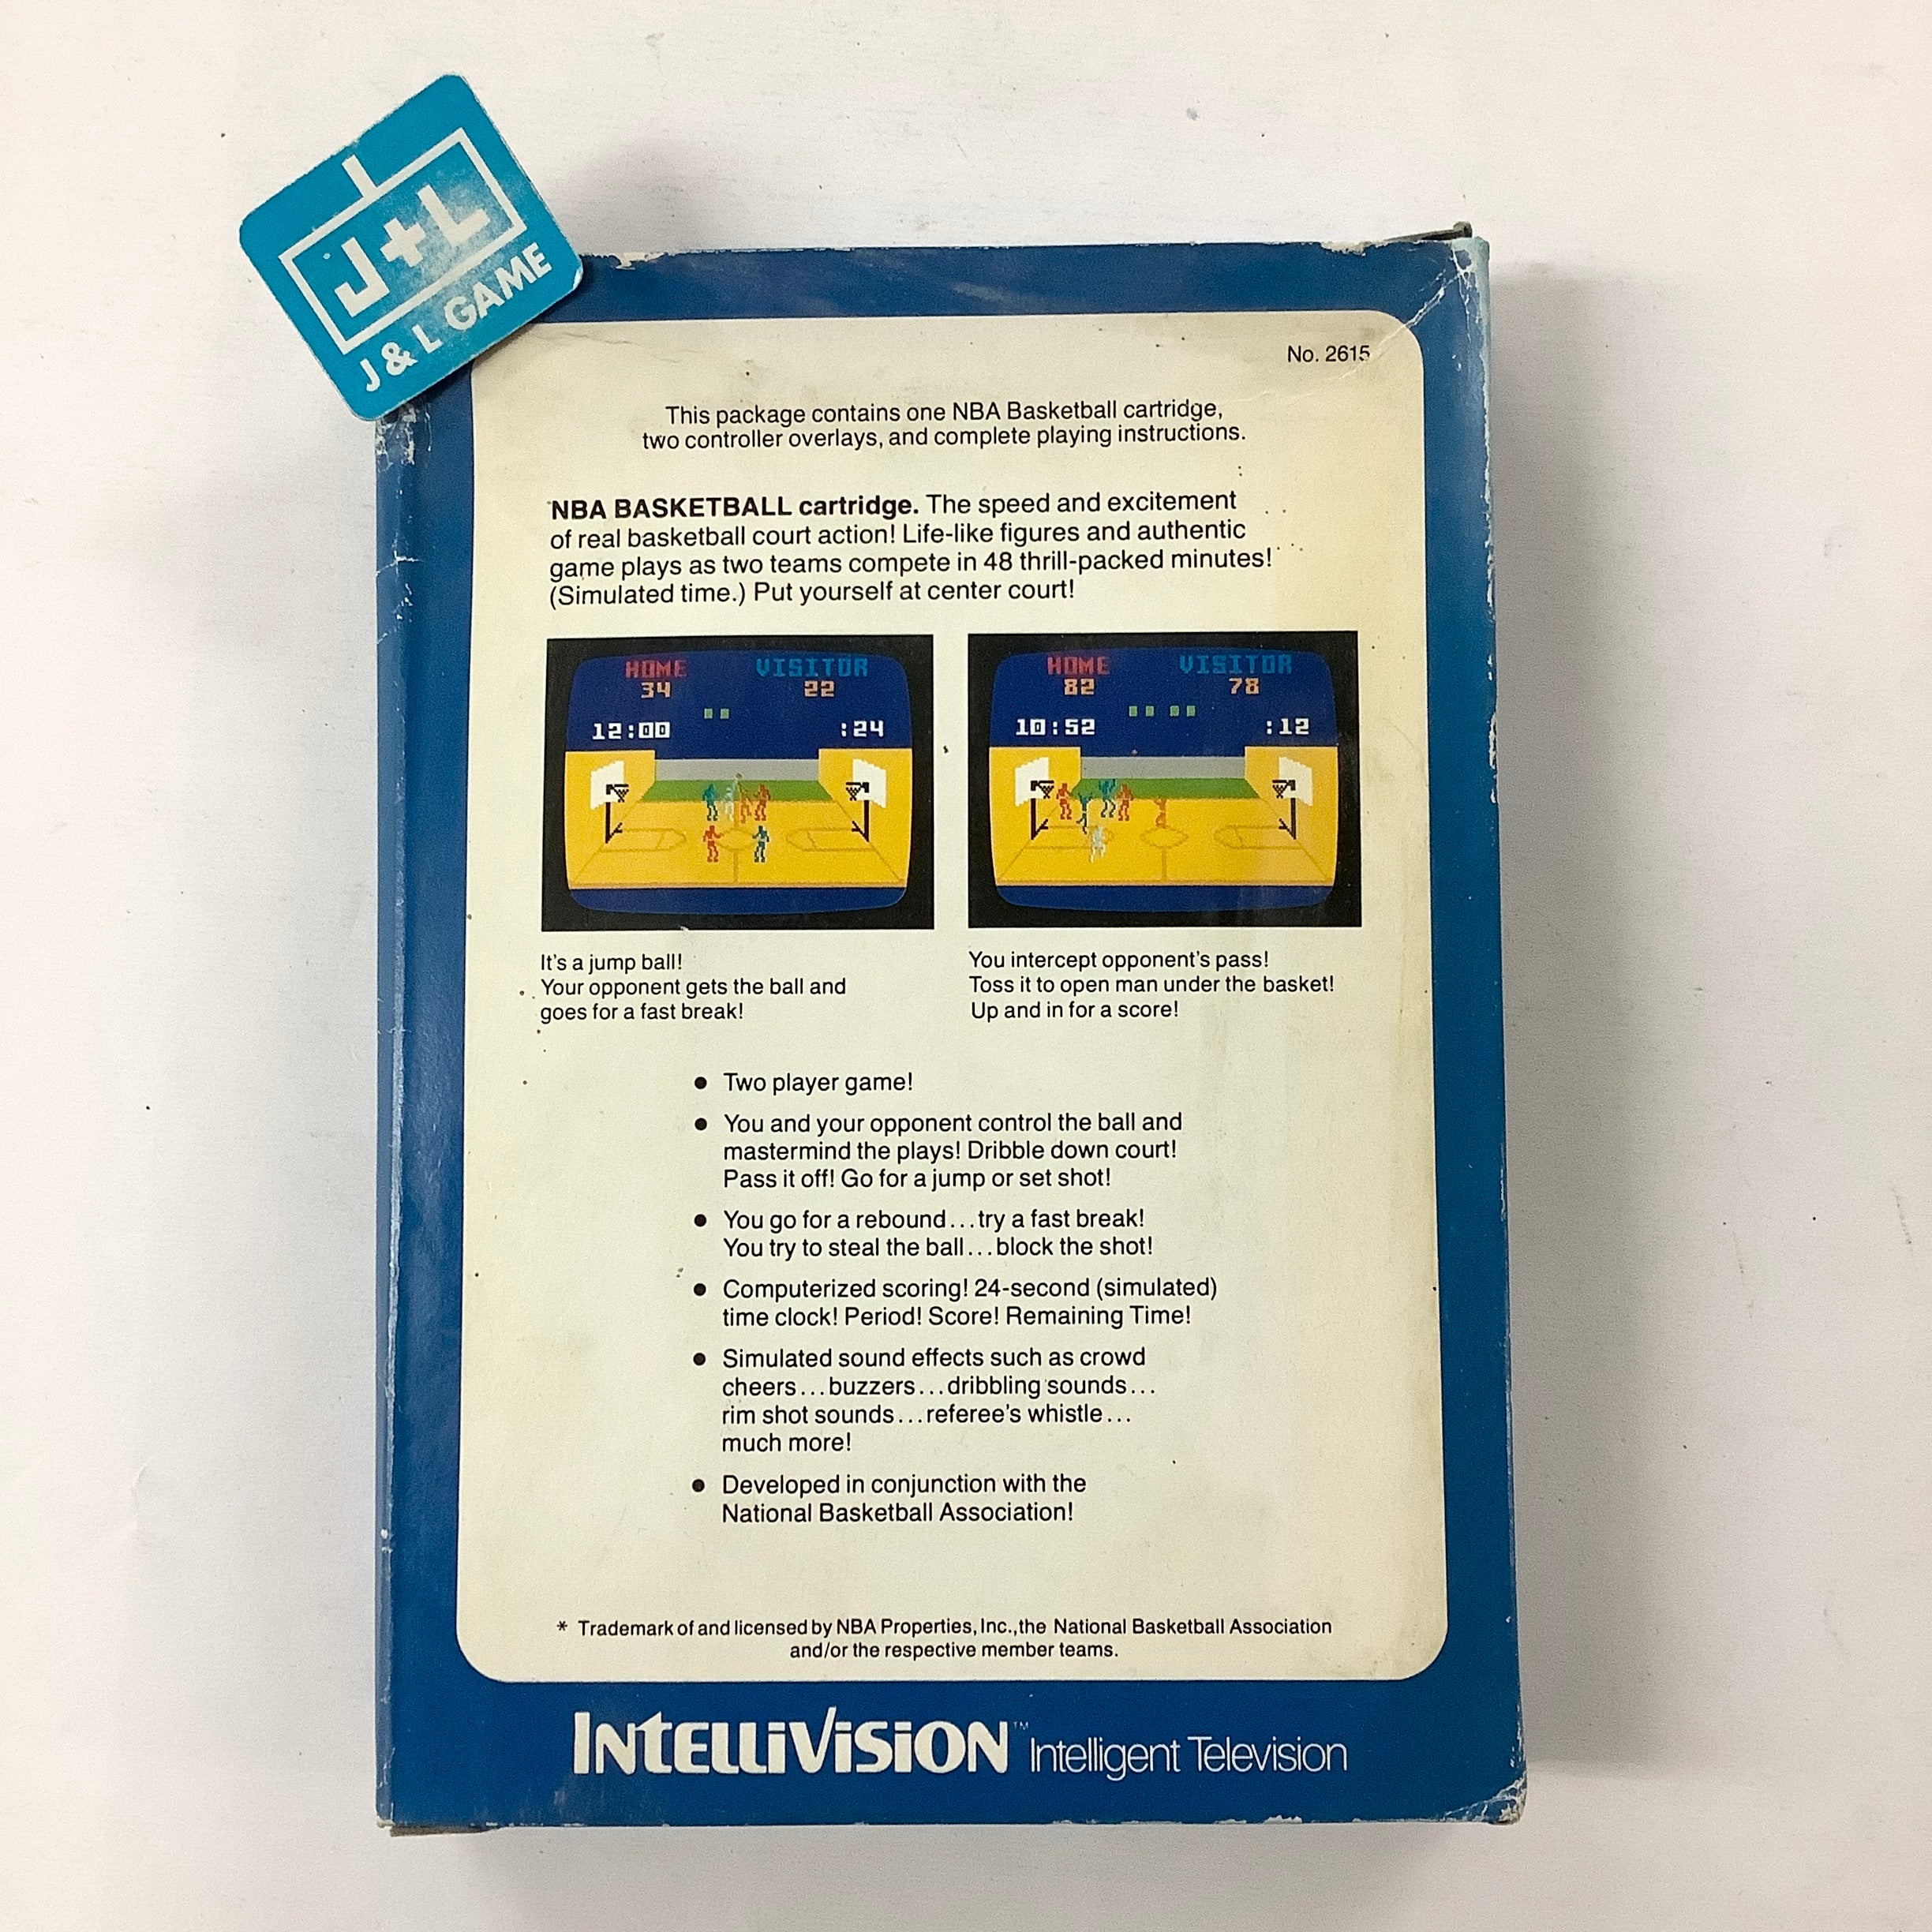 J+L
J & L GAME
No. 2615
This package contains one NBA Basketball cartridge,
two controller overlays, and complete playing instructions.
*NBA BASKETBALL cartridge. The speed and excitement
of real basketball court action! Life-like figures and authentic
game plays as two teams compete in 48 thrill-packed minutes!
(Simulated time.) Put yourself at center court!
HOME VISITOR
34 22
12:00 :24
HOME VISITOR
82 78
10:52 :12
It's a jump ball!
Your opponent gets the ball and
goes for a fast break!
You intercept opponent's pass!
Toss it to open man under the basket!
Up and in for a score!
• Two player game!
• You and your opponent control the ball and
mastermind the plays! Dribble down court!
Pass it off! Go for a jump or set shot!
• You go for a rebound...try a fast break!
You try to steal the ball...block the shot!
• Computerized scoring! 24-second (simulated)
time clock! Period! Score! Remaining Time!
• Simulated sound effects such as crowd
cheers...buzzers...dribbling sounds...
rim shot sounds...referee's whistle...
much more!
• Developed in conjunction with the
National Basketball Association!
* Trademark of and licensed by NBA Properties, Inc., the National Basketball Association
and/or the respective member teams.
INTELLIVISION™ Intelligent Television